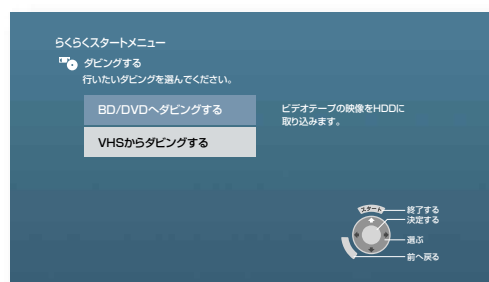 らくらくスタートメニュー
ダビングする
行いたいダビングを選んでください。
BD/DVDへダビングする
VHSからダビングする
ビデオテープの映像をHDDに
取り込みます。
スタート
終了する
決定する
選ぶ
前へ戻る